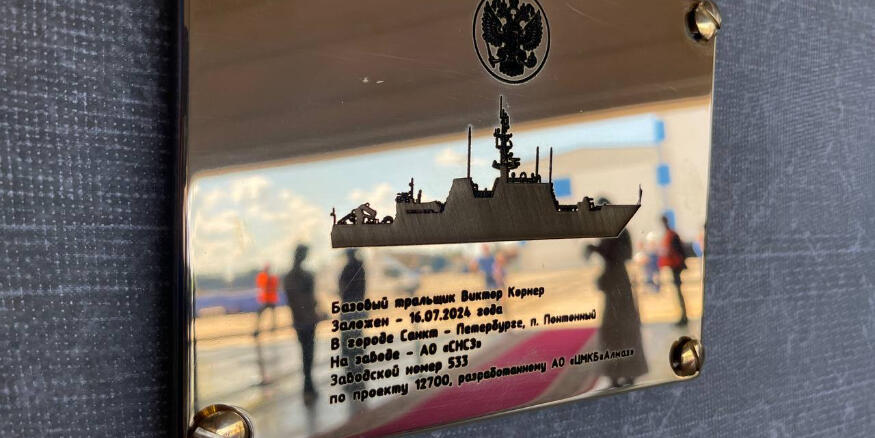 Базовый тральщик Виктор Корнер
Заложен - 16.07.2024 года
В городе Санкт - Петербурге, п. Понтонный
На заводе - АО «СНСЗ»
Заводской номер 533
по проекту 12700, разработанному АО «ЦМКБ«Алмаз»